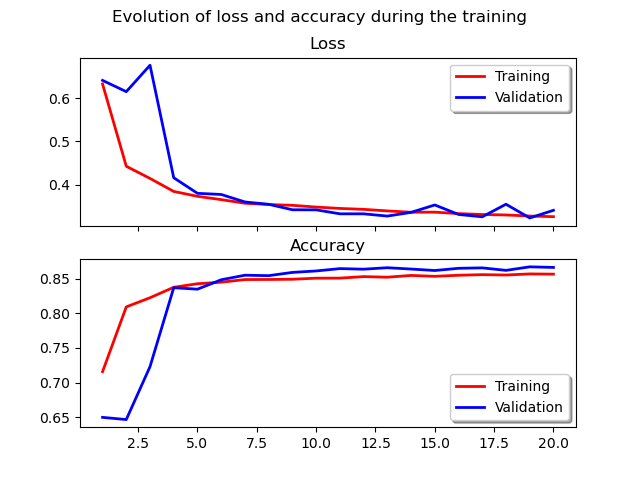 Evolution of loss and accuracy during the training
Loss
Training
Validation
0.6
0.5
0.4
Accuracy
0.85
0.80
0.75
0.70
0.65
Training
Validation
2.5 5.0 7.5 10.0 12.5 15.0 17.5 20.0